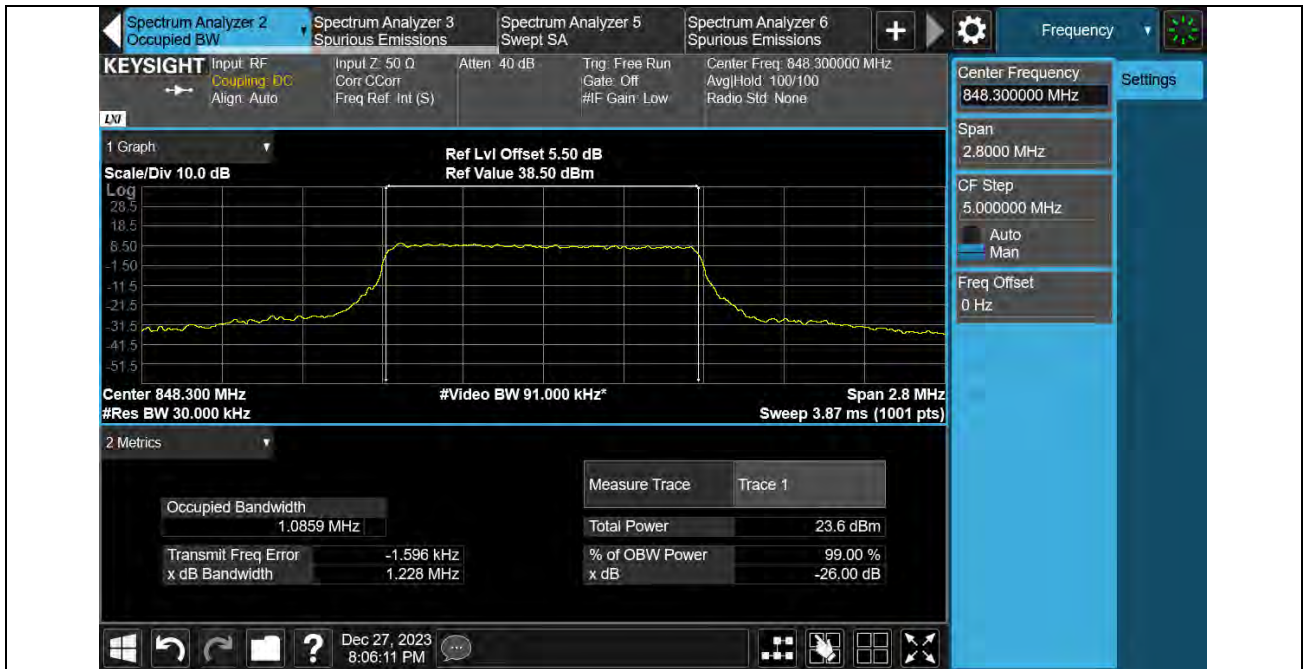 Spectrum Analyzer 2
Occupied BW
Spectrum Analyzer 3
Spurious Emissions
Spectrum Analyzer 5
Swept SA
Spectrum Analyzer 6
Spurious Emissions
+
Frequency
KEYSIGHT
LXI
Input: RF
Coupling: DC
Align: Auto
Input Z: 50 Ω
Corr CCorr
Freq Ref: Int (S)
Atten: 40 dB
Trig: Free Run
Gate: Off
#IF Gain: Low
Center Freq: 848.300000 MHz
Avg|Hold: 100/100
Radio Std: None
Center Frequency
848.300000 MHz
Settings
Span
2.8000 MHz
CF Step
5.000000 MHz
Auto
Man
Freq Offset
0 Hz
1 Graph
Scale/Div 10.0 dB
Ref Lvl Offset 5.50 dB
Ref Value 38.50 dBm
Log
28.5
18.5
8.50
-1.50
-11.5
-21.5
-31.5
-41.5
-51.5
Center 848.300 MHz
#Res BW 30.000 kHz
#Video BW 91.000 kHz*
Span 2.8 MHz
Sweep 3.87 ms (1001 pts)
2 Metrics
Measure Trace Trace 1
Occupied Bandwidth
1.0859 MHz
Total Power 23.6 dBm
Transmit Freq Error -1.596 kHz
% of OBW Power 99.00 %
x dB Bandwidth 1.228 MHz
x dB -26.00 dB
?
Dec 27, 2023
8:06:11 PM